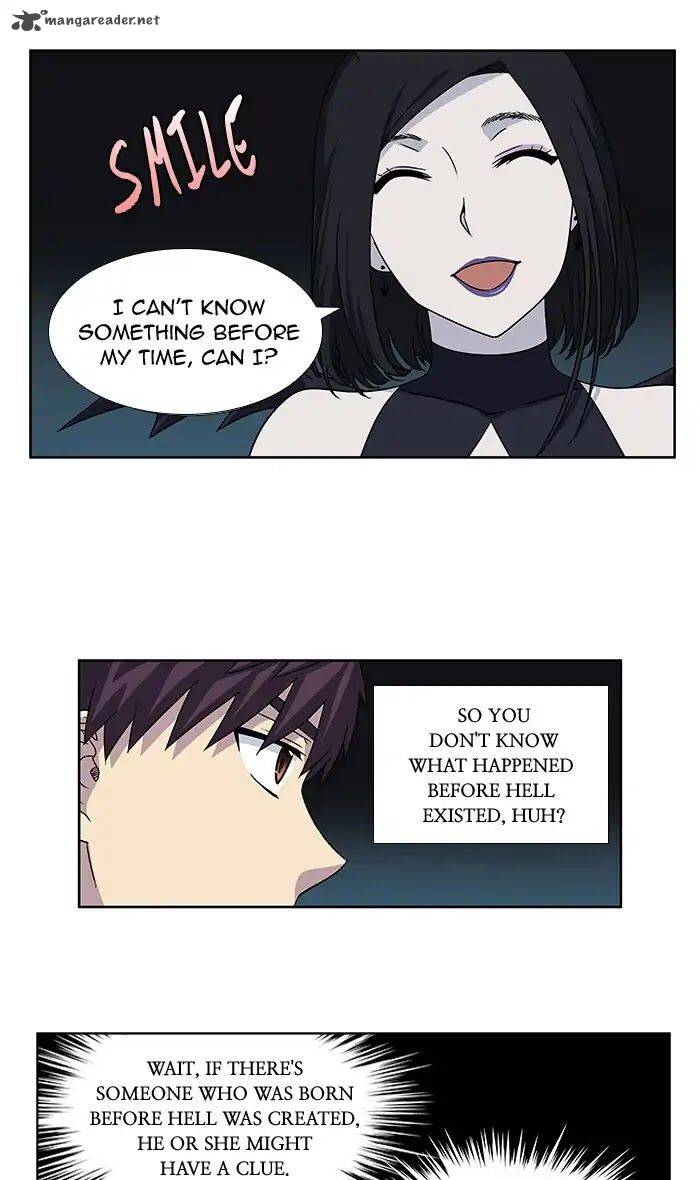 mangareader.net
SMILE
I CAN'T KNOW
SOMETHING BEFORE
MY TIME, CAN I?
SO YOU
DON'T KNOW
WHAT HAPPENED
BEFORE HELL
EXISTED, HUH?
WAIT, IF THERE'S
SOMEONE WHO WAS BORN
BEFORE HELL WAS CREATED,
HE OR SHE MIGHT
HAVE A CLUE.